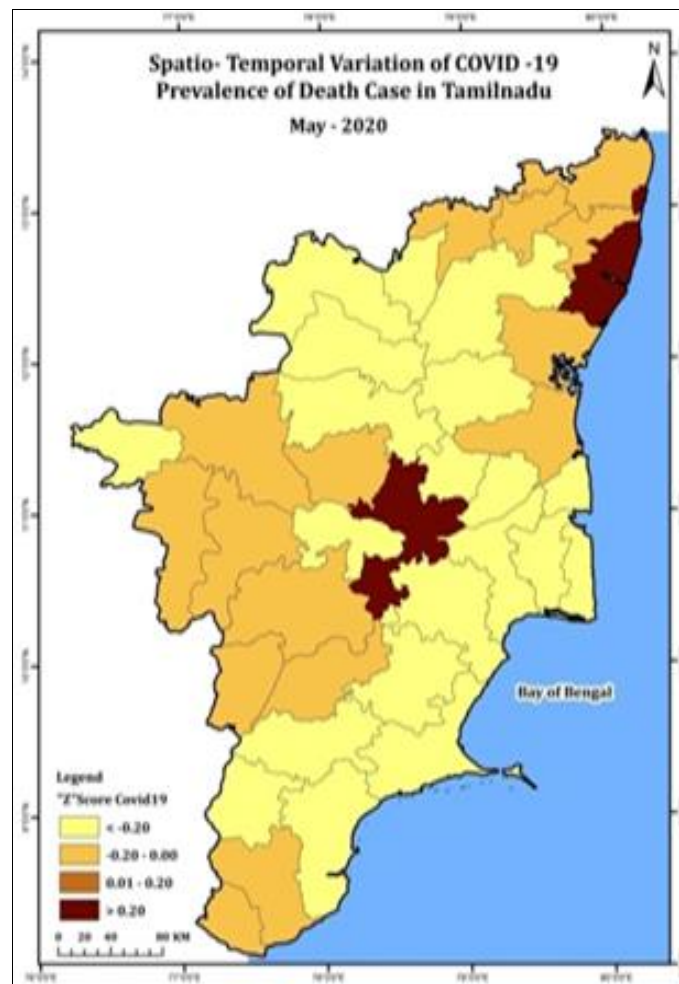 Spatio- Temporal Variation of COVID -19
Prevalence of Death Case in Tamilnadu
May - 2020
N
Bay of Bengal
Legend
"Z"Score Covid19
< -0.20
-0.20 - 0.00
0.01 - 0.20
> 0.20
0 20 40 80 KM